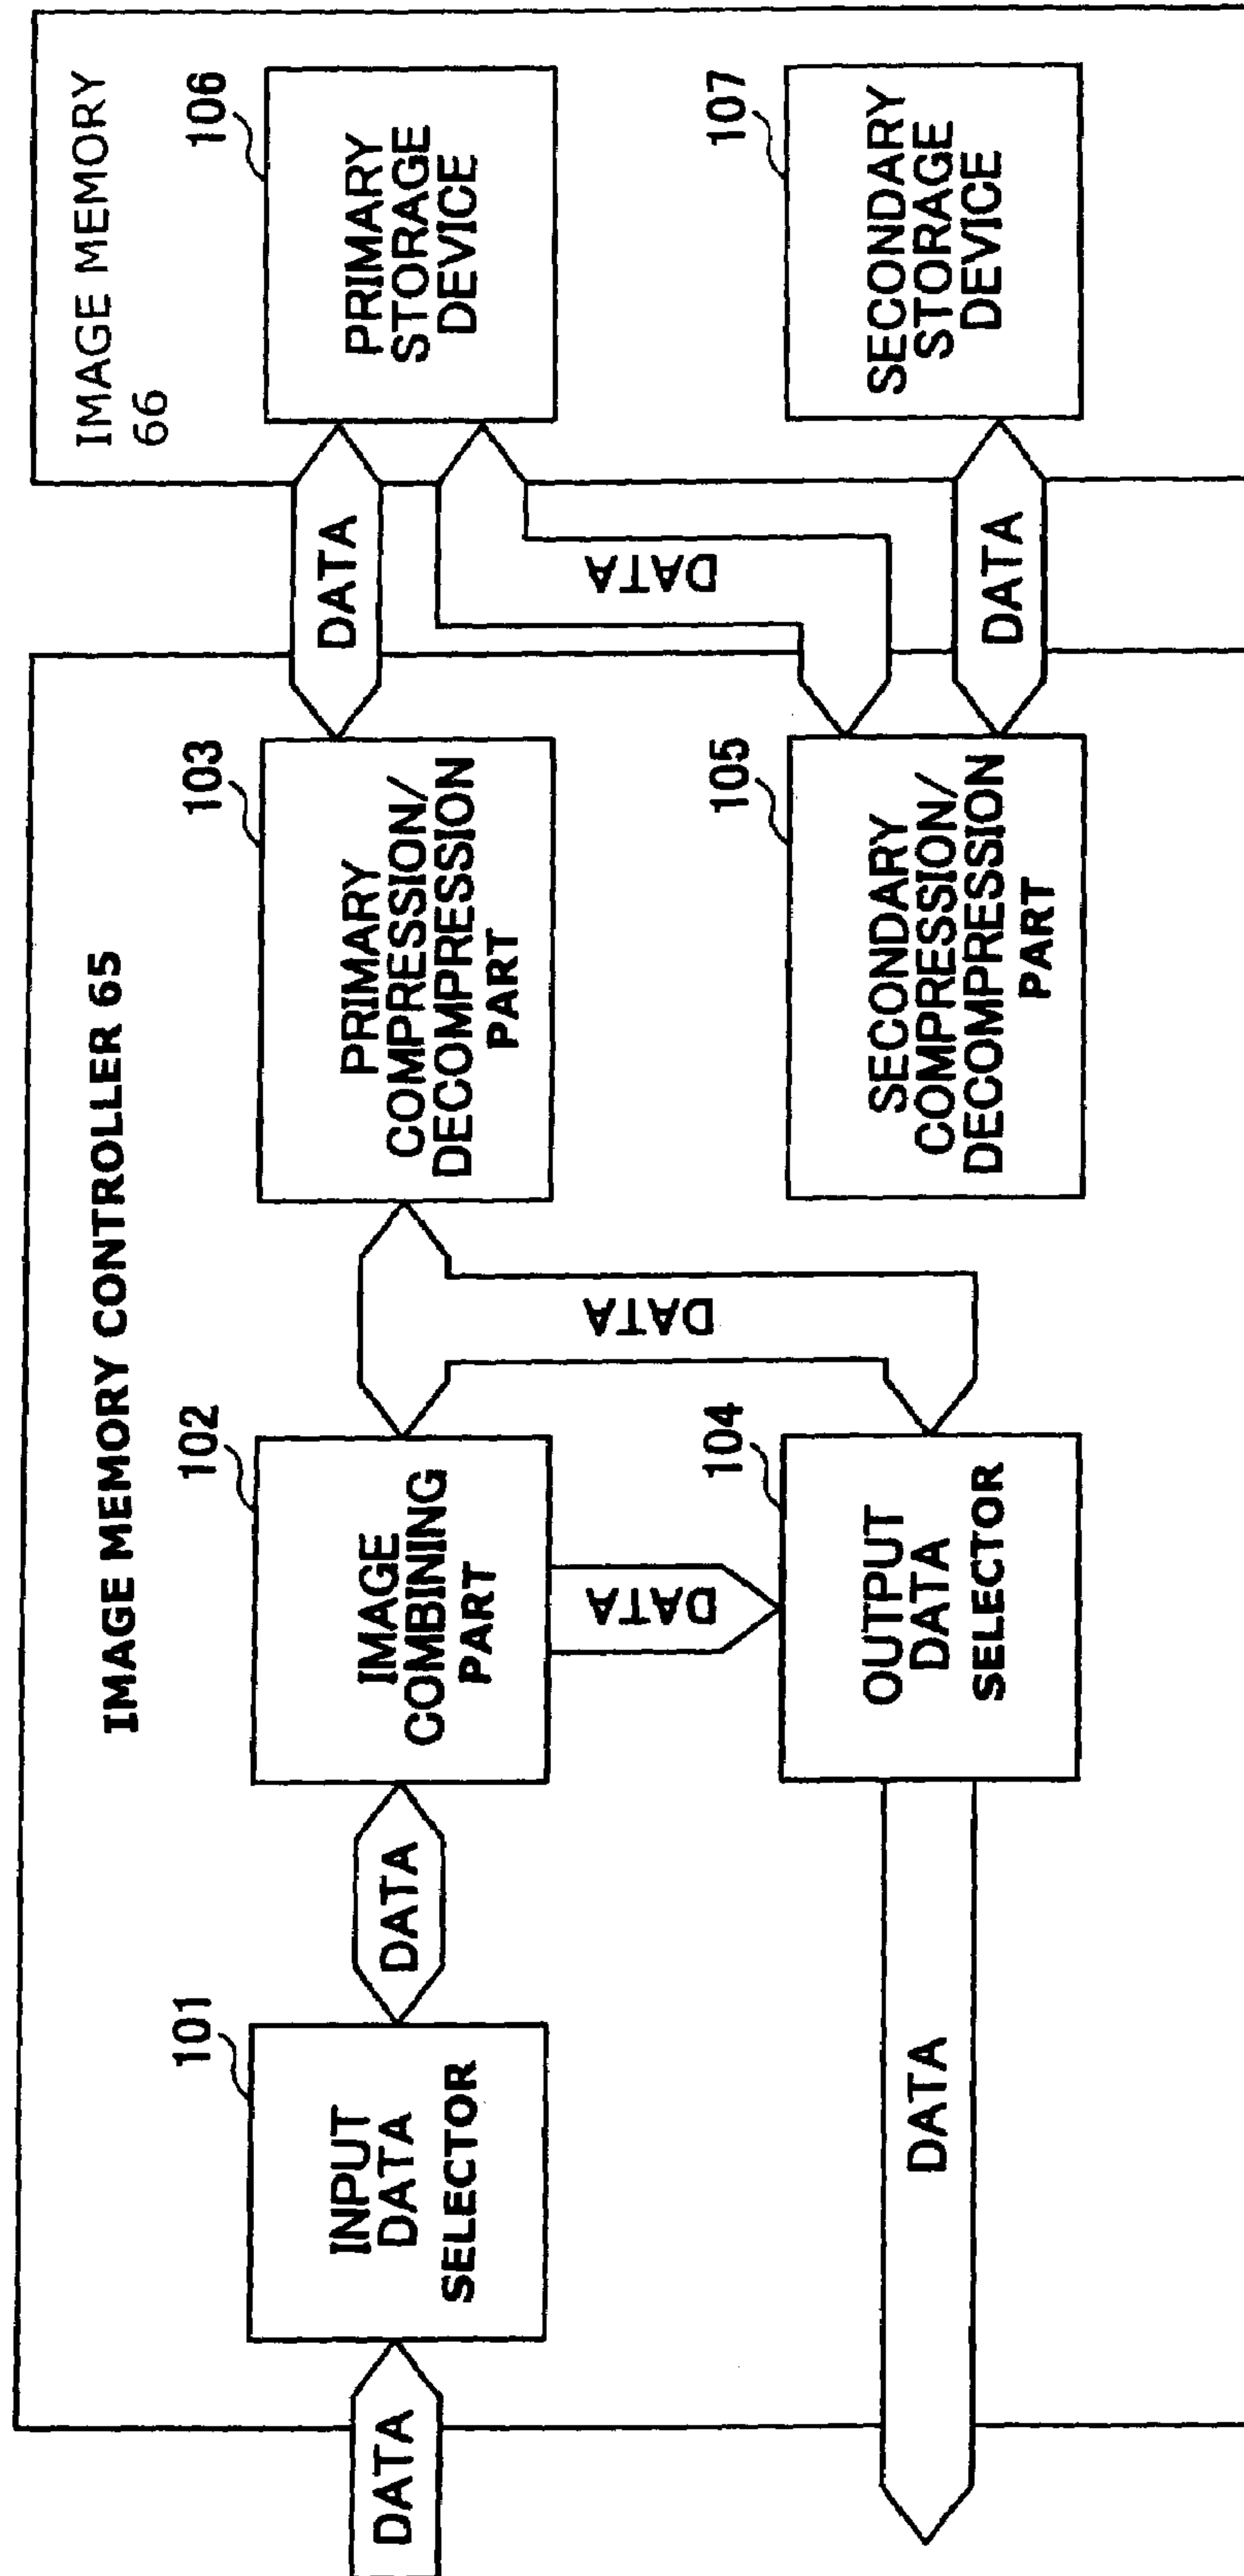 IMAGE MEMORY CONTROLLER 65
101
INPUT
DATA
SELECTOR
DATA
DATA
102
IMAGE
COMBINING
PART
DATA
DATA
103
PRIMARY
COMPRESSION/
DECOMPRESSION
PART
DATA
104
OUTPUT
DATA
SELECTOR
DATA
105
SECONDARY
COMPRESSION/
DECOMPRESSION
PART
DATA
DATA
IMAGE MEMORY
66
106
PRIMARY
STORAGE
DEVICE
107
SECONDARY
STORAGE
DEVICE